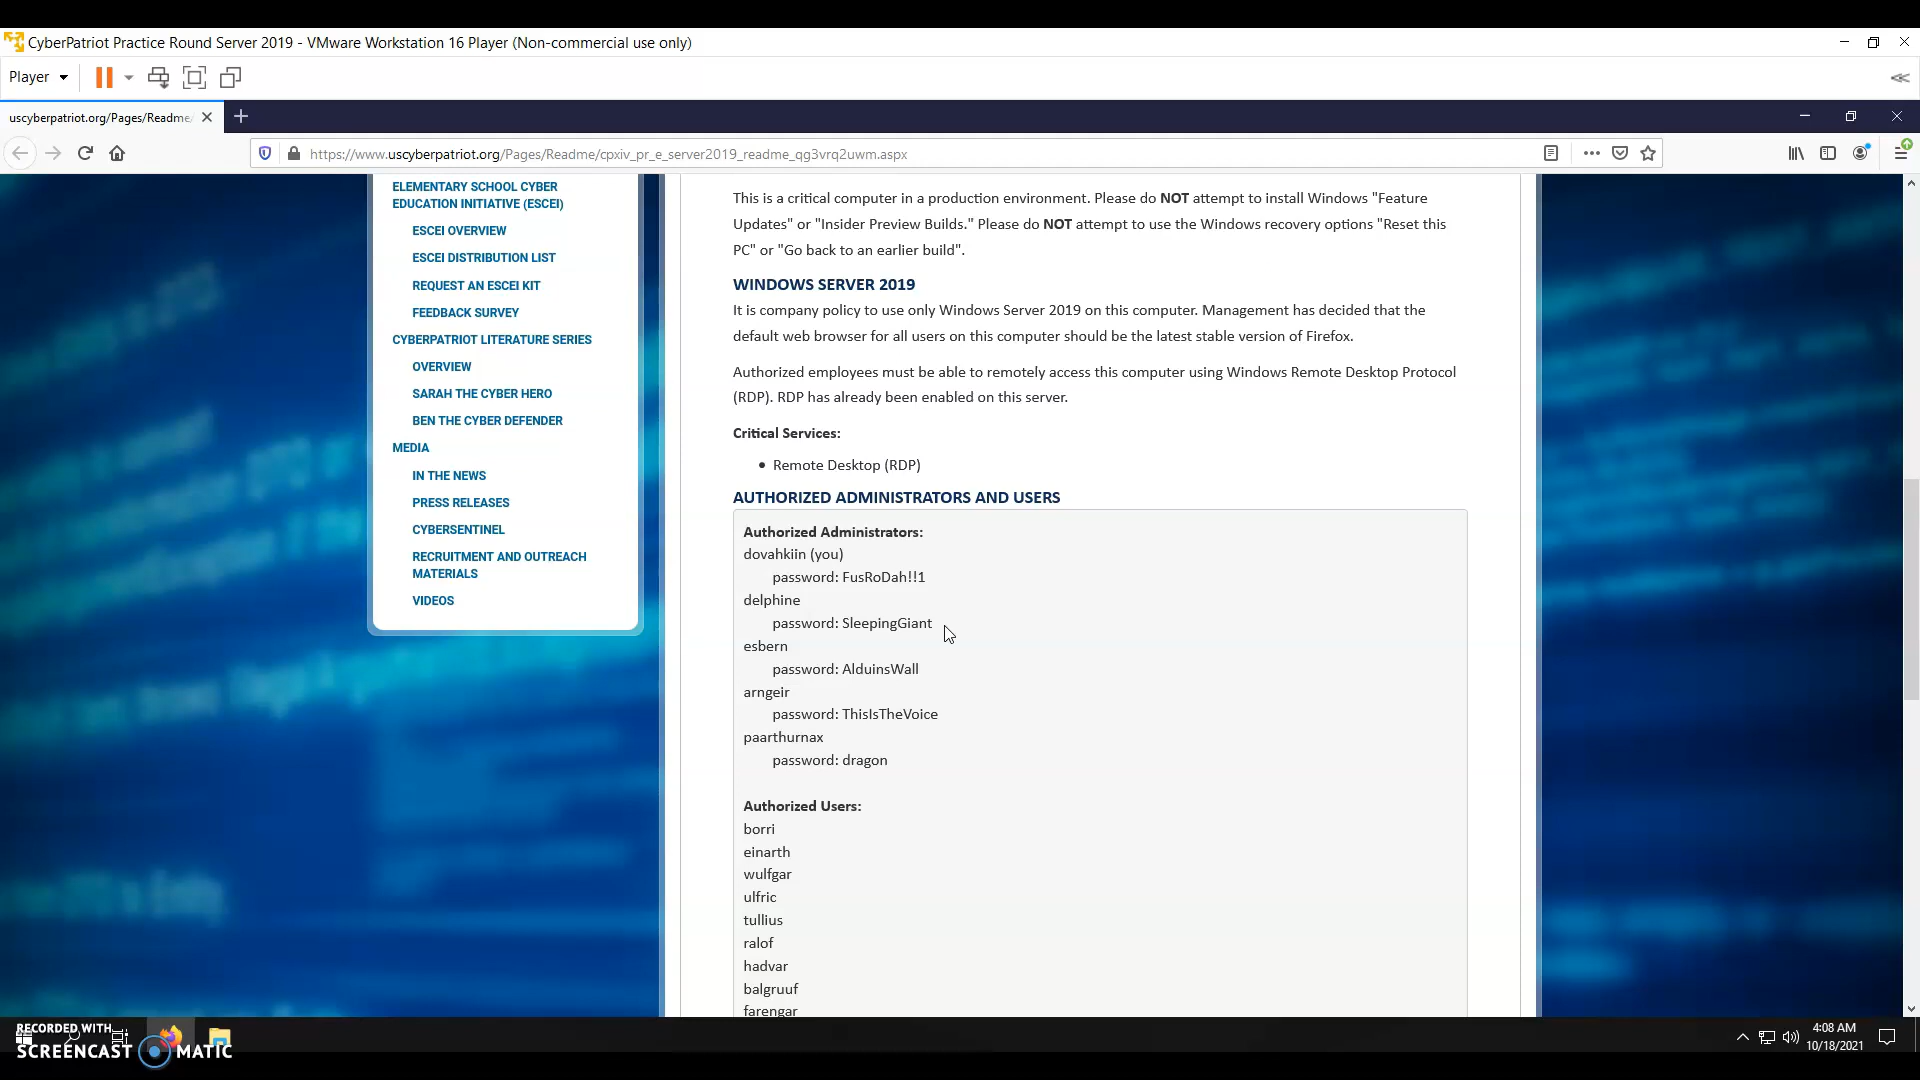 CyberPatriot Practice Round Server 2019 - VMware Workstation 16 Player (Non-commercial use only)
Player
uscyberpatriot.org/Pages/Readme/
https://www.uscyberpatriot.org/Pages/Readme/cpxiv_pr_e_server2019_readme_qg3vrq2uwm.aspx
ELEMENTARY SCHOOL CYBER
EDUCATION INITIATIVE (ESCEI)
ESCEI OVERVIEW
ESCEI DISTRIBUTION LIST
REQUEST AN ESCEI KIT
FEEDBACK SURVEY
CYBERPATRIOT LITERATURE SERIES
OVERVIEW
SARAH THE CYBER HERO
BEN THE CYBER DEFENDER
MEDIA
IN THE NEWS
PRESS RELEASES
CYBERSENTINEL
RECRUITMENT AND OUTREACH
MATERIALS
VIDEOS
This is a critical computer in a production environment. Please do NOT attempt to install Windows "Feature
Updates" or "Insider Preview Builds." Please do NOT attempt to use the Windows recovery options "Reset this
PC" or "Go back to an earlier build".
WINDOWS SERVER 2019
It is company policy to use only Windows Server 2019 on this computer. Management has decided that the
default web browser for all users on this computer should be the latest stable version of Firefox.
Authorized employees must be able to remotely access this computer using Windows Remote Desktop Protocol
(RDP). RDP has already been enabled on this server.
Critical Services:
• Remote Desktop (RDP)
AUTHORIZED ADMINISTRATORS AND USERS
Authorized Administrators:
dovahkiin (you)
password: FusRoDah!!1
delphine
password: SleepingGiant
esbern
password: AlduinsWall
arngeir
password: ThisIsTheVoice
paarthurnax
password: dragon
Authorized Users:
borri
einarth
wulfgar
ulfric
tullius
ralof
hadvar
balgruuf
farengar
RECORDED WITH
SCREENCAST MATIC
4:08 AM
10/18/2021